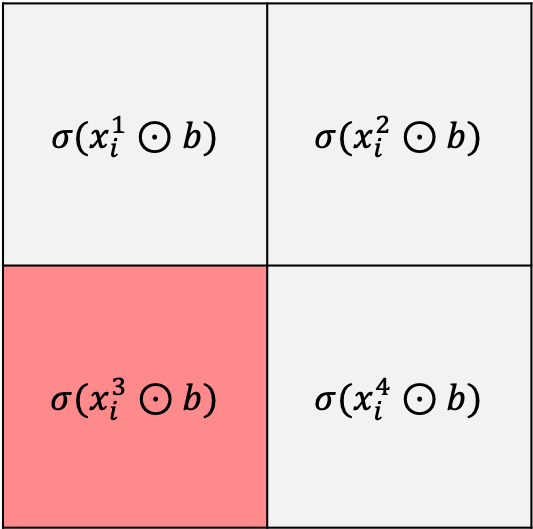 σ(x_i^1 ⊙ b) σ(x_i^2 ⊙ b)
σ(x_i^3 ⊙ b) σ(x_i^4 ⊙ b)